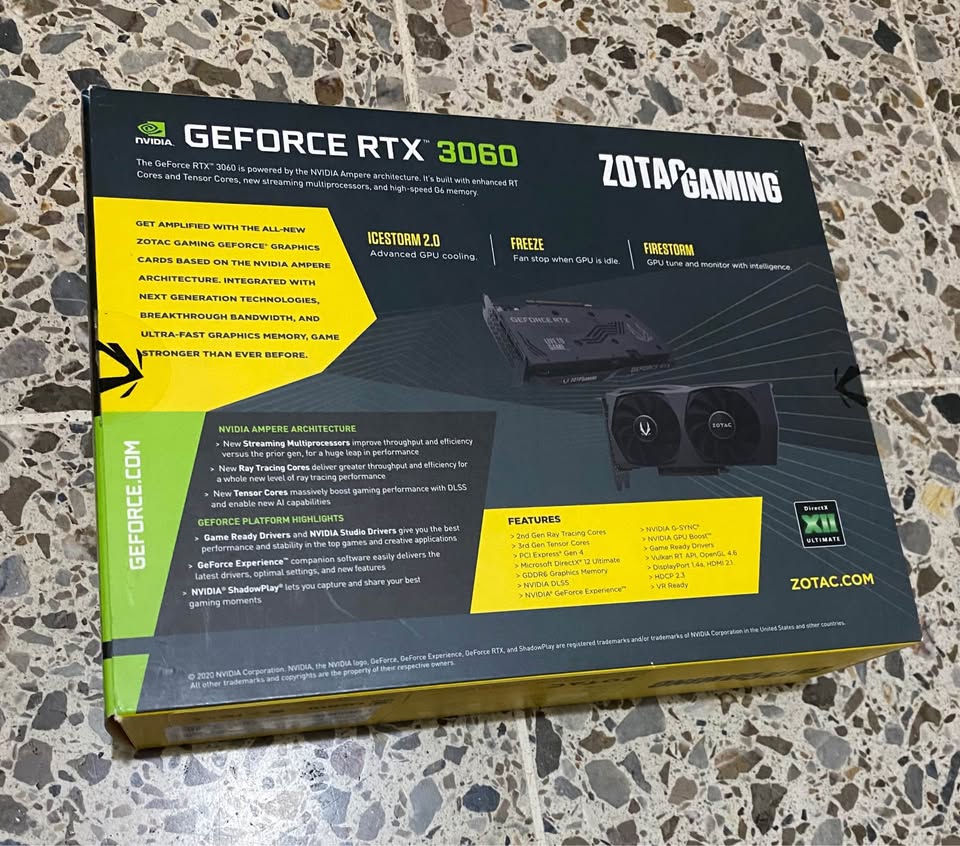 NVIDIA.
GEFORCE RTX™ 3060
The GeForce RTX™ 3060 is powered by the NVIDIA Ampere architecture. It's built with enhanced RT
Cores and Tensor Cores, new streaming multiprocessors, and high-speed G6 memory.
ZOTAC GAMING
GET AMPLIFIED WITH THE ALL-NEW
ZOTAC GAMING GEFORCE® GRAPHICS
CARDS BASED ON THE NVIDIA AMPERE
ARCHITECTURE. INTEGRATED WITH
NEXT GENERATION TECHNOLOGIES,
BREAKTHROUGH BANDWIDTH, AND
ULTRA-FAST GRAPHICS MEMORY, GAME
STRONGER THAN EVER BEFORE.
ICESTORM 2.0
Advanced GPU cooling.
FREEZE
Fan stop when GPU is idle.
FIRESTORM
GPU tune and monitor with intelligence.
GEFORCE RTX
LIVE TO
GAME
GEFORCE RTX
ZOTAC GAMING
ZOTAC
GEFORCE.COM
NVIDIA AMPERE ARCHITECTURE
> New Streaming Multiprocessors improve throughput and efficiency
versus the prior gen, for a huge leap in performance
> New Ray Tracing Cores deliver greater throughput and efficiency for
a whole new level of ray tracing performance
> New Tensor Cores massively boost gaming performance with DLSS
and enable new AI capabilities
GEFORCE PLATFORM HIGHLIGHTS
> Game Ready Drivers and NVIDIA Studio Drivers give you the best
performance and stability in the top games and creative applications
> GeForce Experience™ companion software easily delivers the
latest drivers, optimal settings, and new features
> NVIDIA® ShadowPlay® lets you capture and share your best
gaming moments
FEATURES
> 2nd Gen Ray Tracing Cores
> 3rd Gen Tensor Cores
> PCI Express® Gen 4
> Microsoft DirectX® 12 Ultimate
> GDDR6 Graphics Memory
> NVIDIA DLSS
> NVIDIA® GeForce Experience™
> NVIDIA G-SYNC®
> NVIDIA GPU Boost™
> Game Ready Drivers
> Vulkan RT API, OpenGL 4.6
> DisplayPort 1.4a, HDMI 2.1
> HDCP 2.3
> VR Ready
DirectX
XII
ULTIMATE
ZOTAC.COM
© 2020 NVIDIA Corporation. NVIDIA, the NVIDIA logo, GeForce, GeForce Experience, GeForce RTX, and ShadowPlay are registered trademarks and/or trademarks of NVIDIA Corporation in the United States and other countries.
All other trademarks and copyrights are the property of their respective owners.